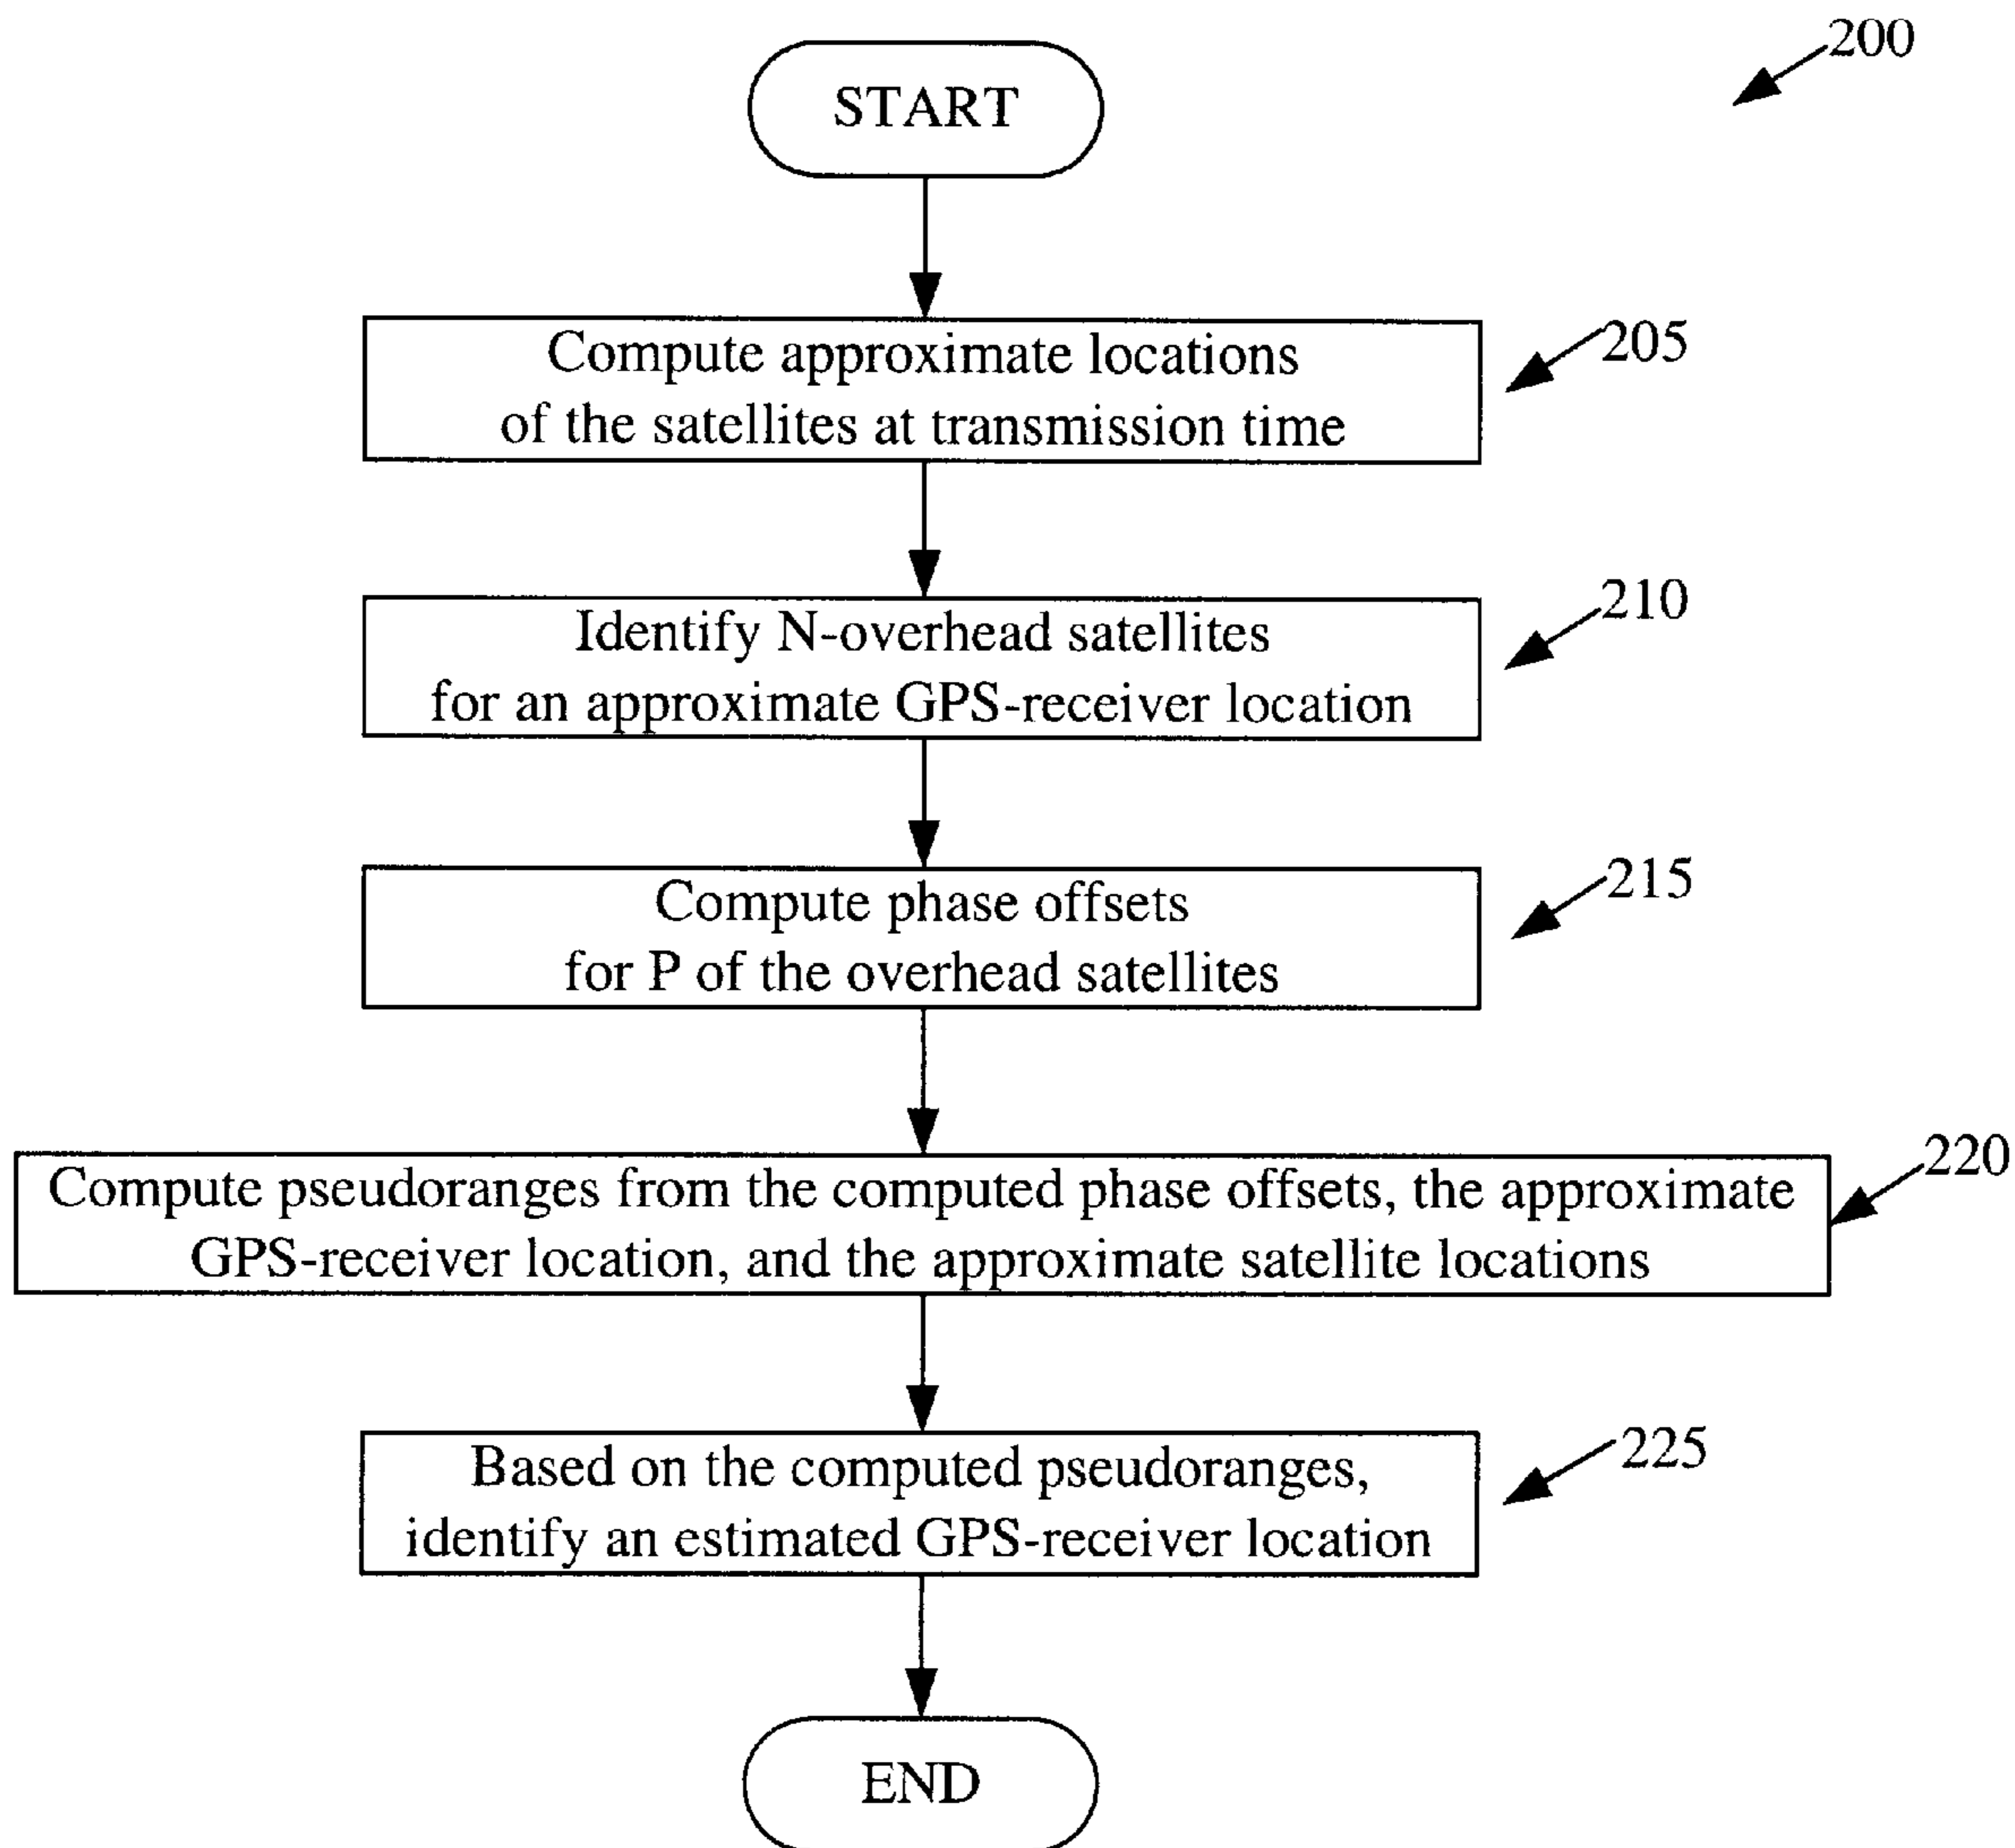 200
START
Compute approximate locations
of the satellites at transmission time
205
Identify N-overhead satellites
for an approximate GPS-receiver location
210
Compute phase offsets
for P of the overhead satellites
215
Compute pseudoranges from the computed phase offsets, the approximate
GPS-receiver location, and the approximate satellite locations
220
Based on the computed pseudoranges,
identify an estimated GPS-receiver location
225
END